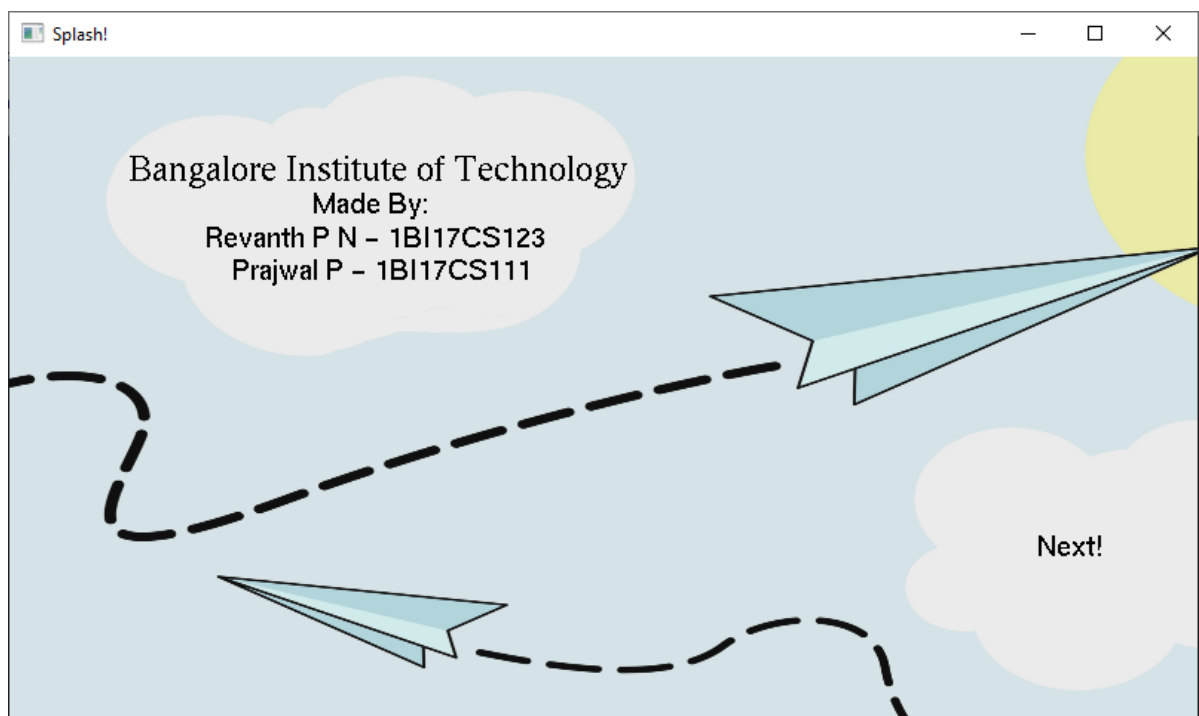 Splash!
Bangalore Institute of Technology
Made By:
Revanth P N – 1BI17CS123
Prajwal P – 1BI17CS111
Next!